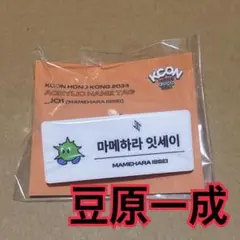 KCON HONG KONG 2024
ACRYLIC NAME TAG
_JO1 (MAMEHARA ISSEI)
KCON
마메하라 잇세이
MAMEHARA ISSEI
豆原一成